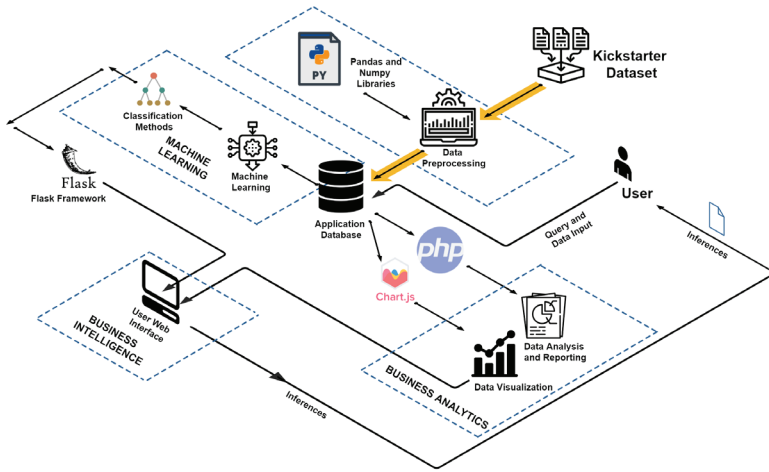 Kickstarter
Dataset
Pandas and
Numpy
Libraries
PY
Data
Preprocessing
Classification
Methods
MACHINE
LEARNING
Machine
Learning
Flask
Flask Framework
Application
Database
User
Query and
Data Input
Inferences
php
Chart.js
User Web
Interface
BUSINESS
INTELLIGENCE
Data Analysis
and Reporting
Data Visualization
BUSINESS ANALYTICS
Inferences